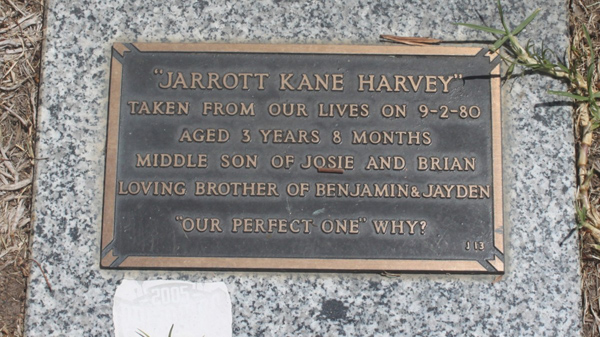 "JARROTT KANE HARVEY"
TAKEN FROM OUR LIVES ON 9-2-80
AGED 3 YEARS 8 MONTHS
MIDDLE SON OF JOSIE AND BRIAN
LOVING BROTHER OF BENJAMIN & JAYDEN
"OUR PERFECT ONE" WHY?
J 13
2005